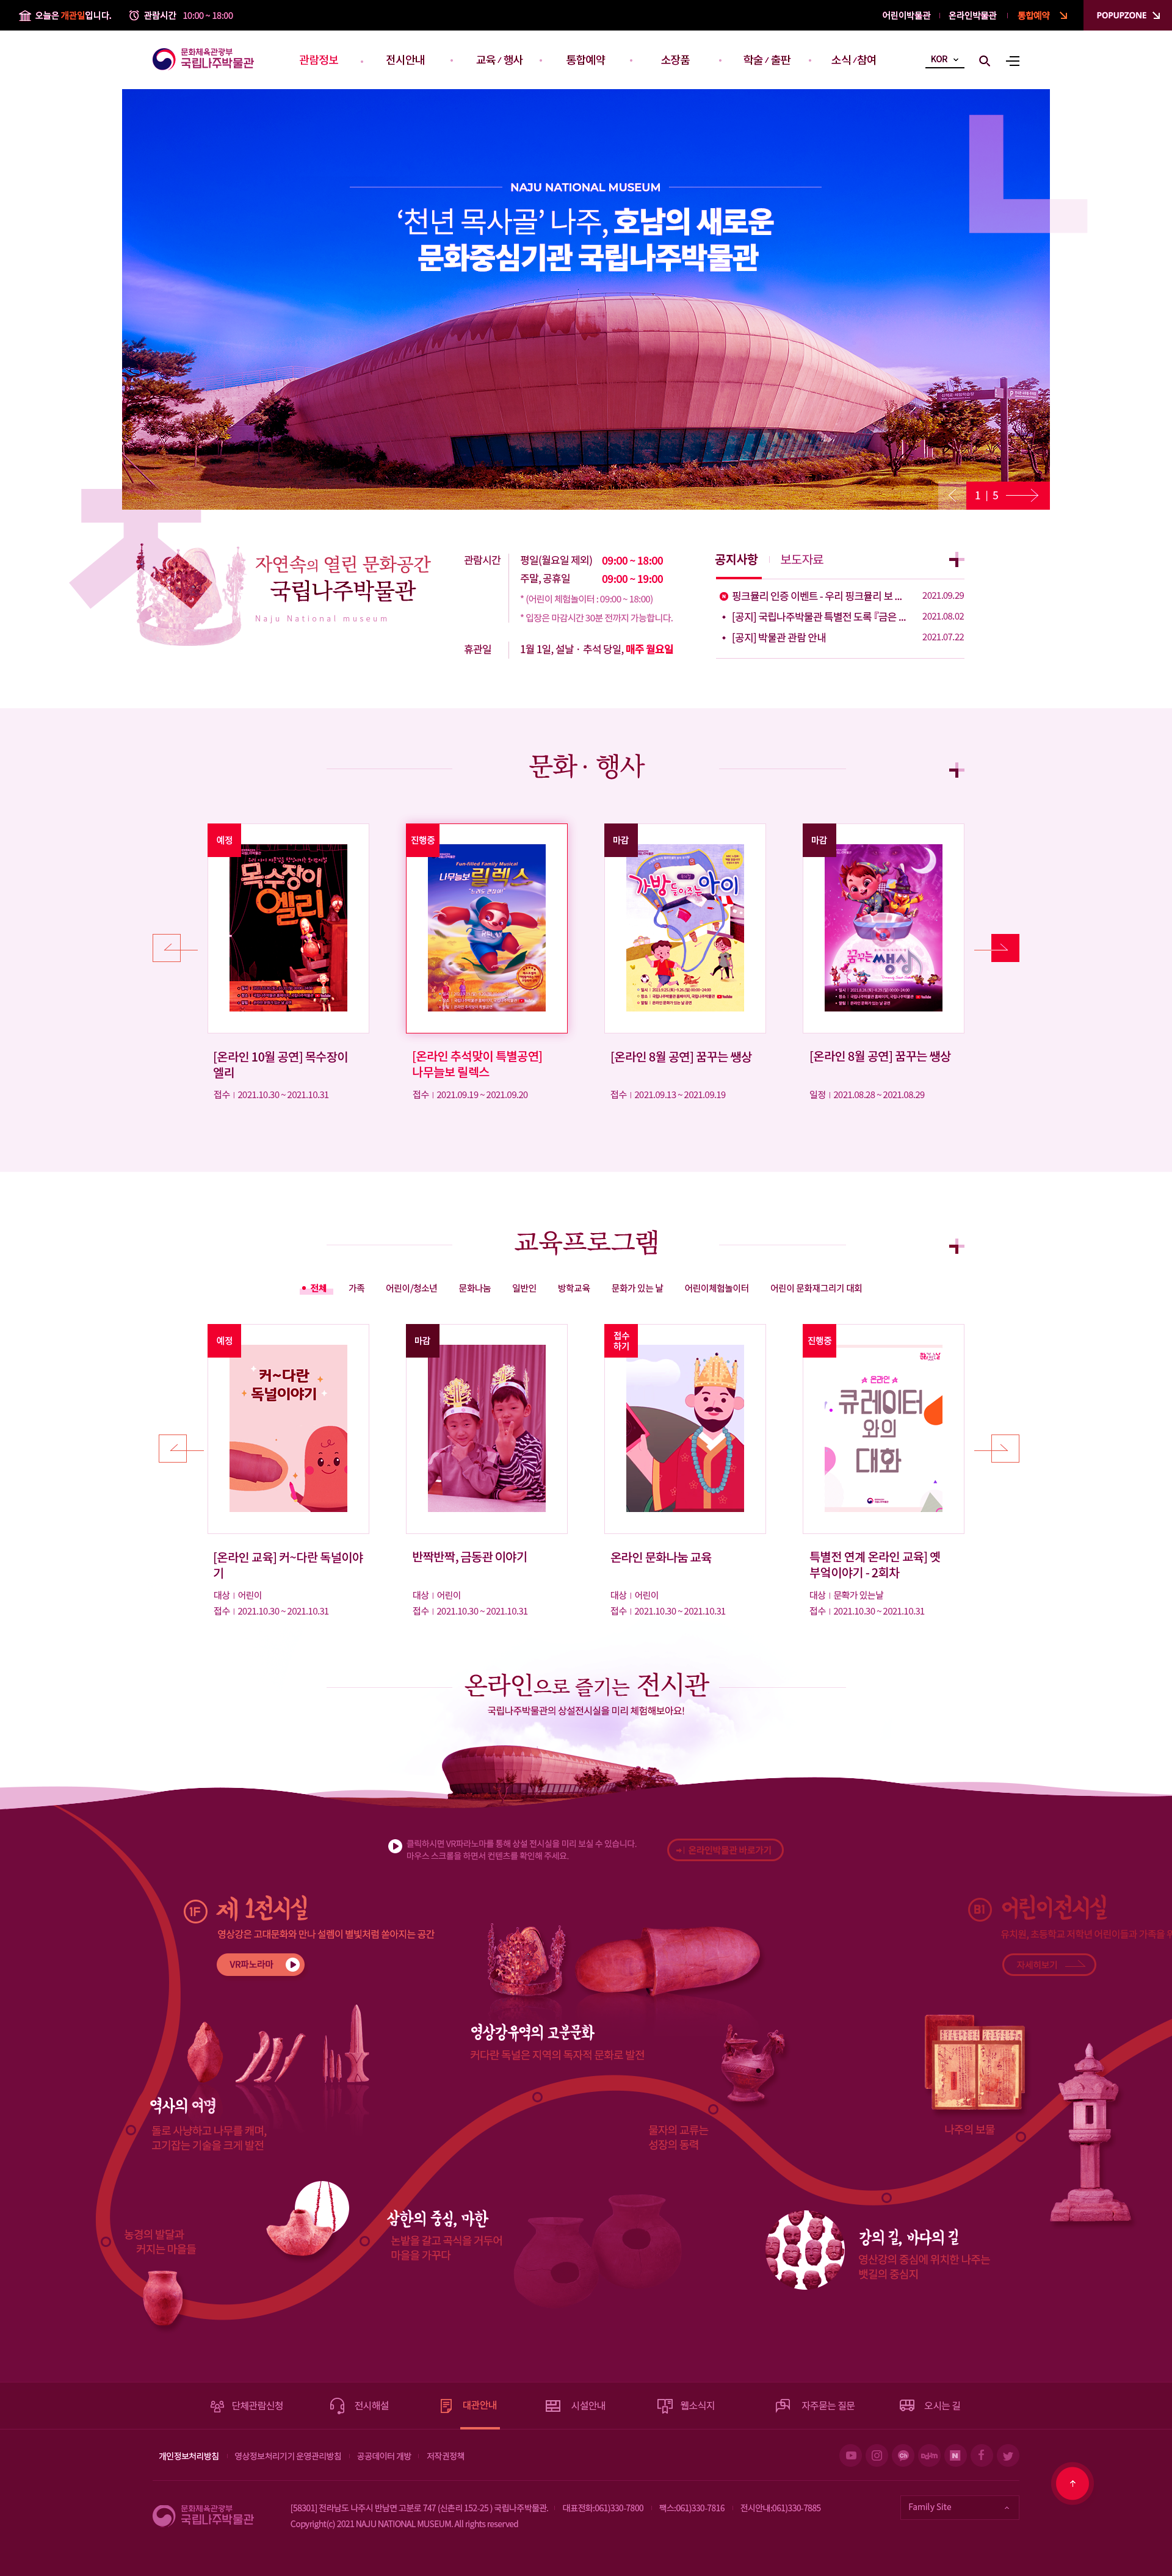 오늘은 개관일입니다.
관람시간 10:00 ~ 18:00
어린이박물관
온라인박물관
통합예약
POPUPZONE
문화체육관광부
국립나주박물관
관람정보
전시안내
교육 / 행사
통합예약
소장품
학술 / 출판
소식 /참여
KOR
NAJU NATIONAL MUSEUM
‘천년 목사골’ 나주, 호남의 새로운
문화중심기관 국립나주박물관
1 | 5
자연속의 열린 문화공간
국립나주박물관
Naju National museum
관람시간
평일(월요일 제외) 09:00 ~ 18:00
주말, 공휴일 09:00 ~ 19:00
* (어린이 체험놀이터 : 09:00 ~ 18:00)
* 입장은 마감시간 30분 전까지 가능합니다.
휴관일
1월 1일, 설날 · 추석 당일, 매주 월요일
공지사항
보도자료
핑크뮬리 인증 이벤트 - 우리 핑크뮬리 보 ... 2021.09.29
[공지] 국립나주박물관 특별전 도록 『금은 ... 2021.08.02
[공지] 박물관 관람 안내 2021.07.22
문화 · 행사
예정
목수장이
엘리
[온라인 10월 공연] 목수장이
엘리
접수 | 2021.10.30 ~ 2021.10.31
진행중
Fun-Filled Family Musical
나무늘보 릴렉스
[온라인 추석맞이 특별공연]
나무늘보 릴렉스
접수 | 2021.09.19 ~ 2021.09.20
마감
가방 들어주는 아이
[온라인 8월 공연] 꿈꾸는 쌩상
접수 | 2021.09.13 ~ 2021.09.19
마감
꿈꾸는 쌩상
[온라인 8월 공연] 꿈꾸는 쌩상
일정 | 2021.08.28 ~ 2021.08.29
교육프로그램
전체
가족
어린이/청소년
문화나눔
일반인
방학교육
문화가 있는 날
어린이체험놀이터
어린이 문화재그리기 대회
예정
커~다란
독널이야기
[온라인 교육] 커~다란 독널이야
기
대상 | 어린이
접수 | 2021.10.30 ~ 2021.10.31
마감
반짝반짝, 금동관 이야기
대상 | 어린이
접수 | 2021.10.30 ~ 2021.10.31
접수
하기
온라인 문화나눔 교육
대상 | 어린이
접수 | 2021.10.30 ~ 2021.10.31
진행중
온라인
큐레이터
와의
대화
특별전 연계 온라인 교육] 옛
부엌이야기 - 2회차
대상 | 문확가 있는날
접수 | 2021.10.30 ~ 2021.10.31
온라인으로 즐기는 전시관
국립나주박물관의 상설전시실을 미리 체험해보아요!
클릭하시면 VR파라노마를 통해 상설 전시실을 미리 보실 수 있습니다.
마우스 스크롤을 하면서 컨텐츠를 확인해 주세요.
온라인박물관 바로가기
1F 제 1전시실
영상강은 고대문화와 만나 설렘이 별빛처럼 쏟아지는 공간
VR파노라마
B1 어린이전시실
유치원, 초등학교 저학년 어린이들과 가족을
자세히보기
영상강유역의 고분문화
커다란 독널은 지역의 독자적 문화로 발전
역사의 여명
돌로 사냥하고 나무를 캐며,
고기잡는 기술을 크게 발전
물자의 교류는
성장의 동력
나주의 보물
농경의 발달과
커지는 마을들
삼한의 중심, 마한
논밭을 갈고 곡식을 거두어
마을을 가꾸다
강의 길, 바다의 길
영산강의 중심에 위치한 나주는
뱃길의 중심지
단체관람신청
전시해설
대관안내
시설안내
웹소식지
자주묻는 질문
오시는 길
개인정보처리방침
영상정보처리기기 운영관리방침
공공데이터 개방
저작권정책
문화체육관광부
국립나주박물관
[58301] 전라남도 나주시 반남면 고분로 747 (신촌리 152-25 ) 국립나주박물관. 대표전화:061)330-7800 팩스:061)330-7816 전시안내:061)330-7885
Copyright(c) 2021 NAJU NATIONAL MUSEUM. All rights reserved
Family Site